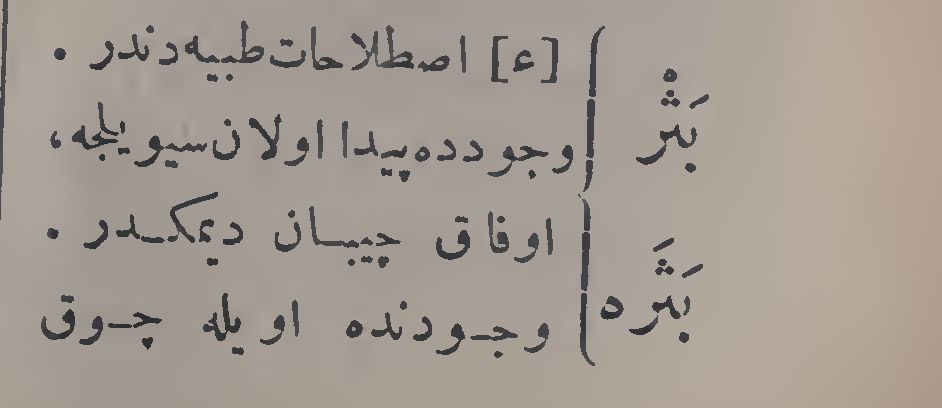 بَثْر
بَثَره
[ع] اصطلاحات طبیه‌دندر .
وجودده پیدا اولان سیویلجه ،
اوفاق چیبان دیمکدر .
وجودنده اویله چوق